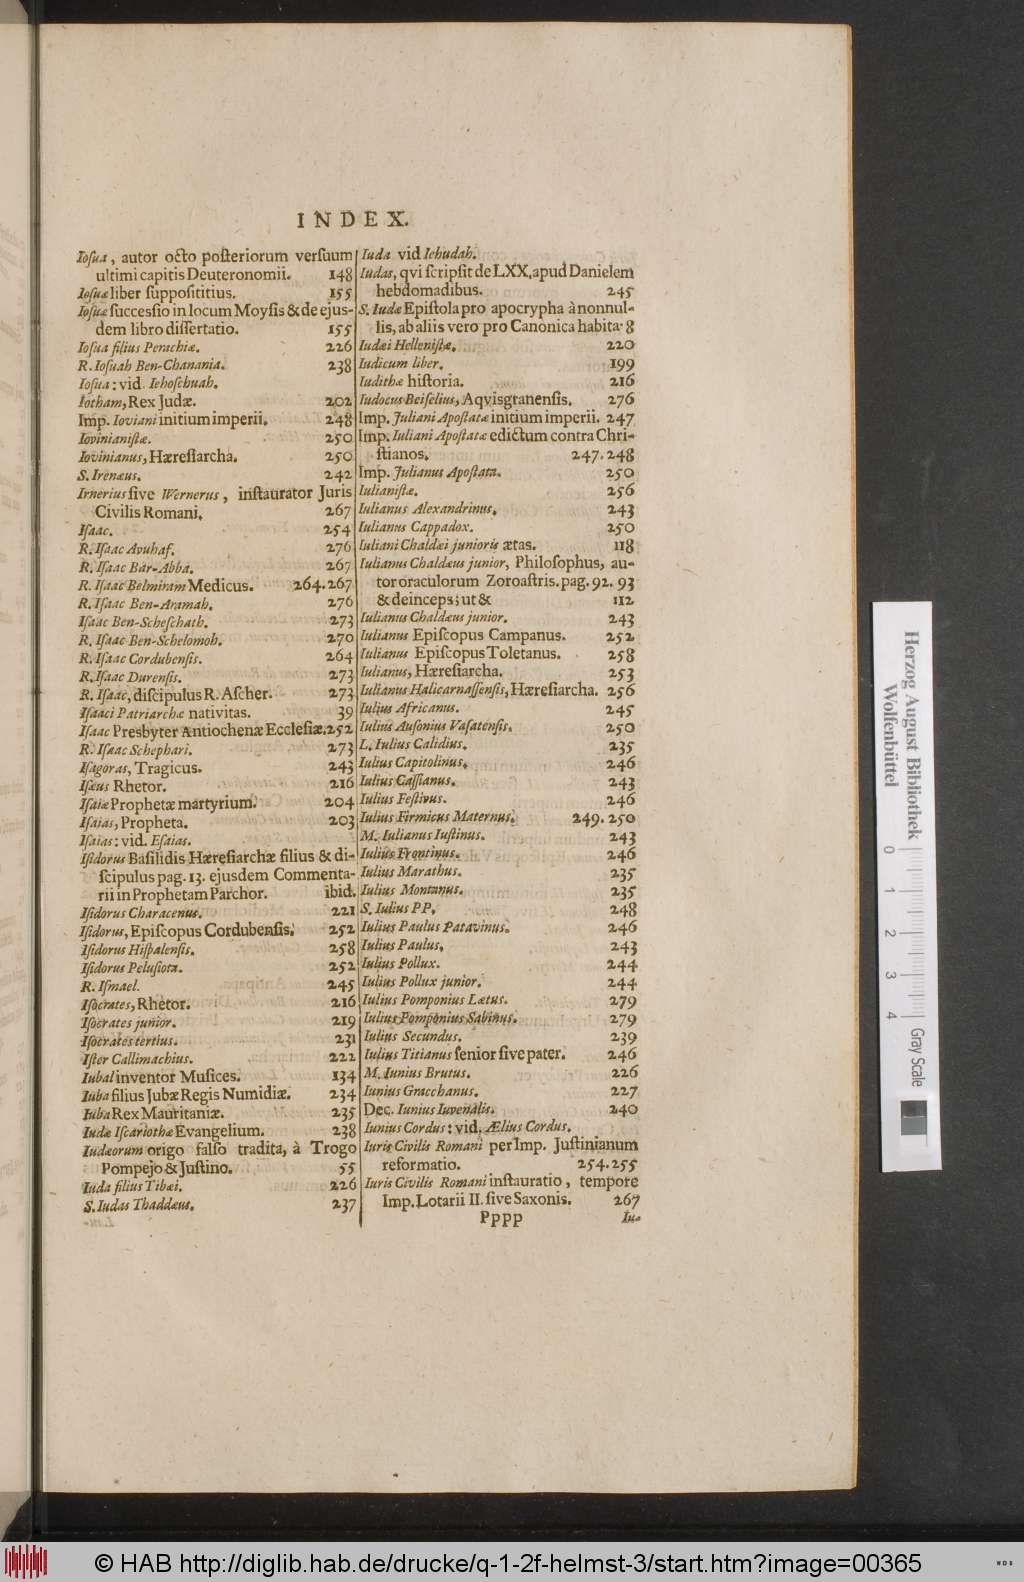 INDEX.
Iosua, autor octo posteriorum versuum
ultimi capitis Deuteronomii. 148
Iosuæ liber supposititius. 155
Iosuæ successio in locum Moysis & de ejus-
dem libro dissertatio. 155
Iosua filius Perachiæ. 226
R. Iosuah Ben-Chanania. 238
Iosua: vid. Iehoschuah.
Iotham, Rex Judæ. 202
Imp. Ioviani initium imperii. 248
Iovinianistæ. 250
Iovinianus, Hæresiarcha. 250
S. Irenæus. 242
Irnerius sive Wernerus, instaurator Juris
Civilis Romani. 267
Isaac. 254
R. Isaac Avuhaf. 276
R. Isaac Bar-Abba. 267
R. Isaac Belmiram Medicus. 264. 267
R. Isaac Ben-Aramah. 276
Isaac Ben-Scheschath. 273
R. Isaac Ben-Schelomoh. 270
R. Isaac Cordubensis. 264
R. Isaac Durensis. 273
R. Isaac, discipulus R. Ascher. 273
Isaaci Patriarchæ nativitas. 39
Isaac Presbyter Antiochenæ Ecclesiæ. 252
R. Isaac Schephari. 273
Isagoras, Tragicus. 243
Isæus Rhetor. 216
Isaiæ Prophetæ martyrium. 204
Isaias, Propheta. 203
Isaias: vid. Esaias.
Isidorus Basilidis Hæresiarchæ filius & di-
scipulus pag. 13. ejusdem Commenta-
rii in Prophetam Parchor. ibid.
Isidorus Characenus. 221
Isidorus, Episcopus Cordubensis. 252
Isidorus Hispalensis. 258
Isidorus Pelusiota. 252
R. Ismael. 245
Isocrates, Rhetor. 216
Isocrates junior. 219
Isocrates tertius. 231
Ister Callimachius. 222
Iubal inventor Musices. 134
Iuba filius Jubæ Regis Numidiæ. 234
Iuba Rex Mauritaniæ. 235
Iudæ Iscariothæ Evangelium. 238
Iudæorum origo falso tradita, à Trogo
Pompejo & Justino. 55
Iuda filius Tibæi. 226
S. Iudas Thaddæus. 237
Iuda vid Iehudah.
Iudas, qvi scripsit de LXX. apud Danielem
hebdomadibus. 245
S. Iudæ Epistola pro apocrypha à nonnul-
lis, ab aliis vero pro Canonica habita. 8
Iudæi Hellenistæ. 220
Iudicum liber. 199
Iudithæ historia. 216
Iudocus Beiselius, Aqvisgranensis. 276
Imp. Juliani Apostatæ initium imperii. 247
Imp. Iuliani Apostatæ edictum contra Chri-
stianos. 247. 248
Imp. Julianus Apostata. 250
Iulianistæ. 256
Iulianus Alexandrinus. 243
Iulianus Cappadox. 250
Iuliani Chaldæi junioris ætas. 118
Iulianus Chaldæus junior, Philosophus, au-
tor oraculorum Zoroastris. pag. 92. 93
& deinceps; ut & 112
Iulianus Chaldæus junior. 243
Iulianus Episcopus Campanus. 252
Iulianus Episcopus Toletanus. 258
Iulianus, Hæresiarcha. 253
Iulianus Halicarnassensis, Hæresiarcha. 256
Iulius Africanus. 245
Iulius Ausonius Vasatensis. 250
L. Iulius Calidius. 235
Iulius Capitolinus. 246
Iulius Cassianus. 243
Iulius Festivus. 246
Iulius Firmicus Maternus. 249. 250
M. Iulianus Iustinus. 243
Iulius Frontinus. 246
Iulius Marathus. 235
Iulius Montanus. 235
S. Iulius PP. 248
Iulius Paulus Patavinus. 246
Iulius Paulus. 243
Iulius Pollux. 244
Iulius Pollux junior. 244
Iulius Pomponius Lætus. 279
Iulius Pomponius Sabinus. 279
Iulius Secundus. 239
Iulius Titianus senior sive pater. 246
M. Iunius Brutus. 226
Iunius Gracchanus. 227
Dec. Iunius Iuvenalis. 240
Iunius Cordus: vid. Ælius Cordus.
Iuris Civilis Romani per Imp. Justinianum
reformatio. 254. 255
Iuris Civilis Romani instauratio, tempore
Imp. Lotarii II. sive Saxonis. 267
Pppp Iu-
Herzog August Bibliothek
Wolfenbüttel
0 1 2 3 4 Gray Scale
© HAB http://diglib.hab.de/drucke/q-1-2f-helmst-3/start.htm?image=00365
WDB